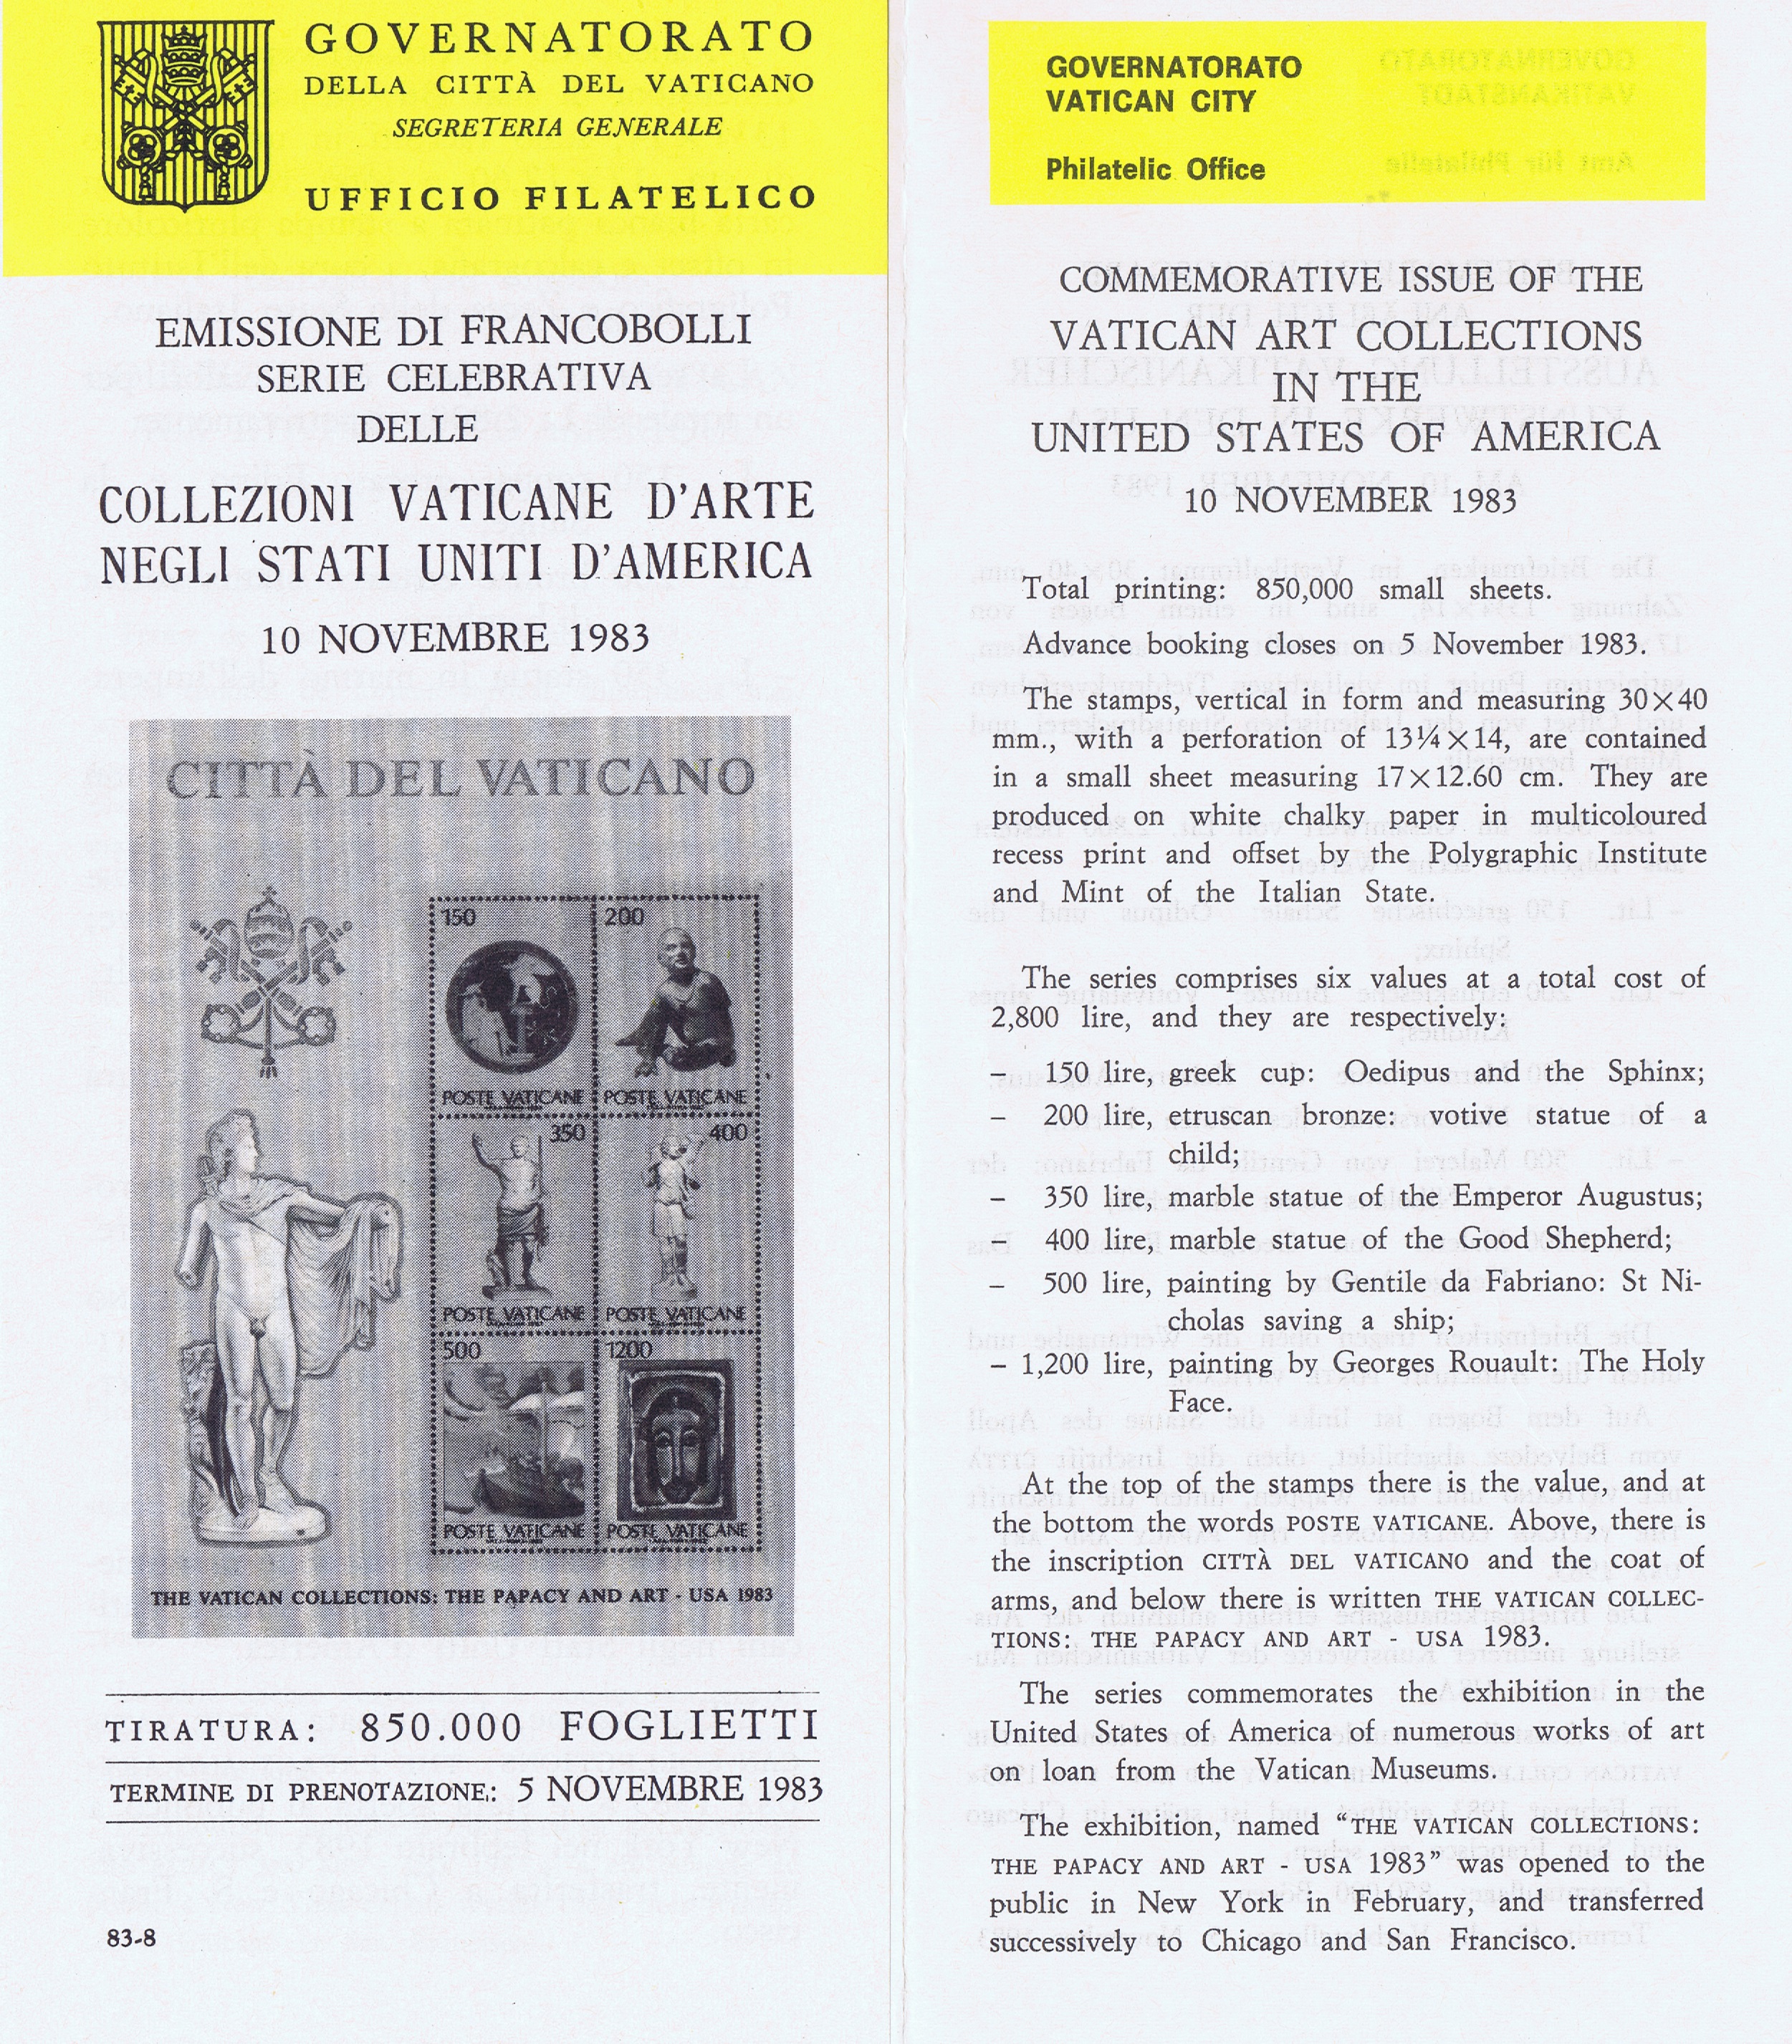 GOVERNATORATO
DELLA CITTÀ DEL VATICANO
SEGRETERIA GENERALE
UFFICIO FILATELICO
EMISSIONE DI FRANCOBOLLI
SERIE CELEBRATIVA
DELLE
COLLEZIONI VATICANE D'ARTE
NEGLI STATI UNITI D'AMERICA
10 NOVEMBRE 1983
CITTÀ DEL VATICANO
150
200
POSTE VATICANE
POSTE VATICANE
350
400
POSTE VATICANE
POSTE VATICANE
500
1200
POSTE VATICANE
POSTE VATICANE
THE VATICAN COLLECTIONS: THE PAPACY AND ART - USA 1983
TIRATURA: 850.000 FOGLIETTI
TERMINE DI PRENOTAZIONE: 5 NOVEMBRE 1983
83-8
GOVERNATORATO
VATICAN CITY
Philatelic Office
COMMEMORATIVE ISSUE OF THE
VATICAN ART COLLECTIONS
IN THE
UNITED STATES OF AMERICA
10 NOVEMBER 1983
Total printing: 850,000 small sheets.
Advance booking closes on 5 November 1983.
The stamps, vertical in form and measuring 30×40
mm., with a perforation of 13¼×14, are contained
in a small sheet measuring 17×12.60 cm. They are
produced on white chalky paper in multicoloured
recess print and offset by the Polygraphic Institute
and Mint of the Italian State.
The series comprises six values at a total cost of
2,800 lire, and they are respectively:
– 150 lire, greek cup: Oedipus and the Sphinx;
– 200 lire, etruscan bronze: votive statue of a
child;
– 350 lire, marble statue of the Emperor Augustus;
– 400 lire, marble statue of the Good Shepherd;
– 500 lire, painting by Gentile da Fabriano: St Ni-
cholas saving a ship;
– 1,200 lire, painting by Georges Rouault: The Holy
Face.
At the top of the stamps there is the value, and at
the bottom the words POSTE VATICANE. Above, there is
the inscription CITTÀ DEL VATICANO and the coat of
arms, and below there is written THE VATICAN COLLEC-
TIONS: THE PAPACY AND ART - USA 1983.
The series commemorates the exhibition in the
United States of America of numerous works of art
on loan from the Vatican Museums.
The exhibition, named “THE VATICAN COLLECTIONS:
THE PAPACY AND ART - USA 1983” was opened to the
public in New York in February, and transferred
successively to Chicago and San Francisco.